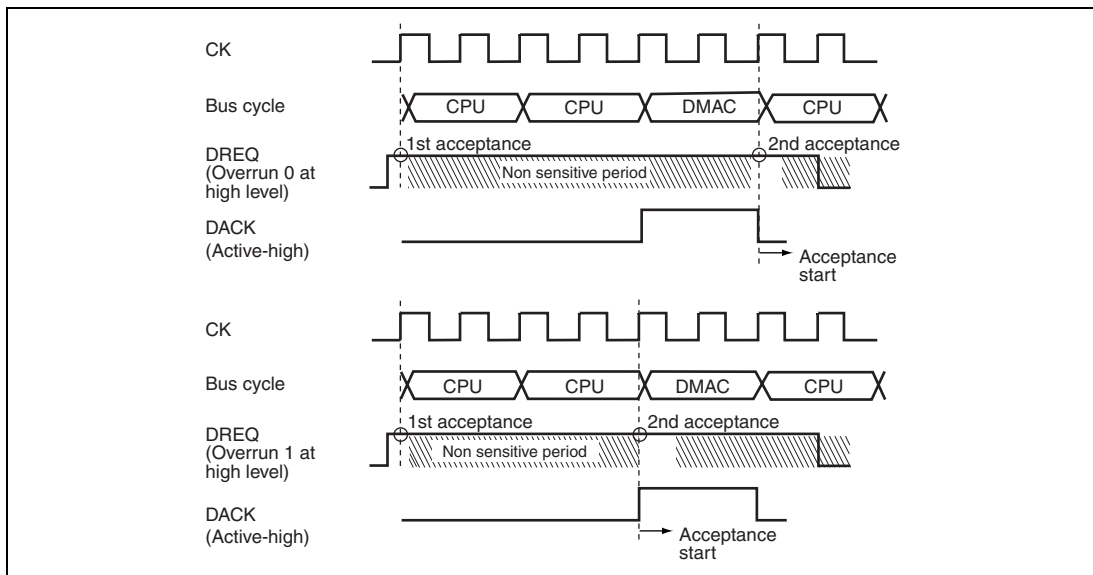 CK
Bus cycle
CPU CPU DMAC CPU
1st acceptance 2nd acceptance
DREQ
(Overrun 0 at
high level)
Non sensitive period
DACK
(Active-high)
Acceptance
start
CK
Bus cycle
CPU CPU DMAC CPU
1st acceptance 2nd acceptance
DREQ
(Overrun 1 at
high level)
Non sensitive period
DACK
(Active-high)
Acceptance
start